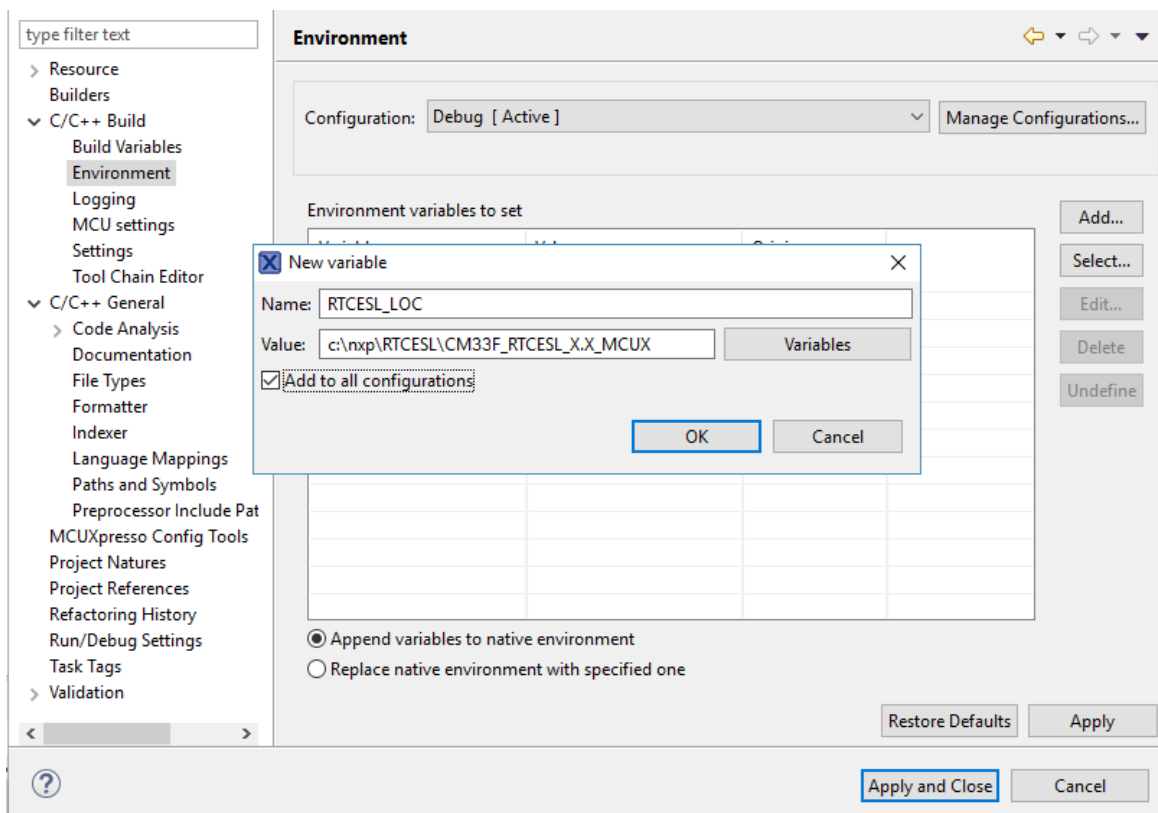 type filter text
Resource
Builders
C/C++ Build
Build Variables
Environment
Logging
MCU settings
Settings
Tool Chain Editor
C/C++ General
Code Analysis
Documentation
File Types
Formatter
Indexer
Language Mappings
Paths and Symbols
Preprocessor Include Pat
MCUXpresso Config Tools
Project Natures
Project References
Refactoring History
Run/Debug Settings
Task Tags
Validation
Environment
Configuration: Debug [ Active ] Manage Configurations...
Environment variables to set
Add...
Select...
Edit...
Delete
Undefine
New variable
Name: RTCESL_LOC
Value: c:\nxp\RTCESL\CM33F_RTCESL_X.X_MCUX Variables
Add to all configurations
OK Cancel
Append variables to native environment
Replace native environment with specified one
Restore Defaults Apply
Apply and Close Cancel